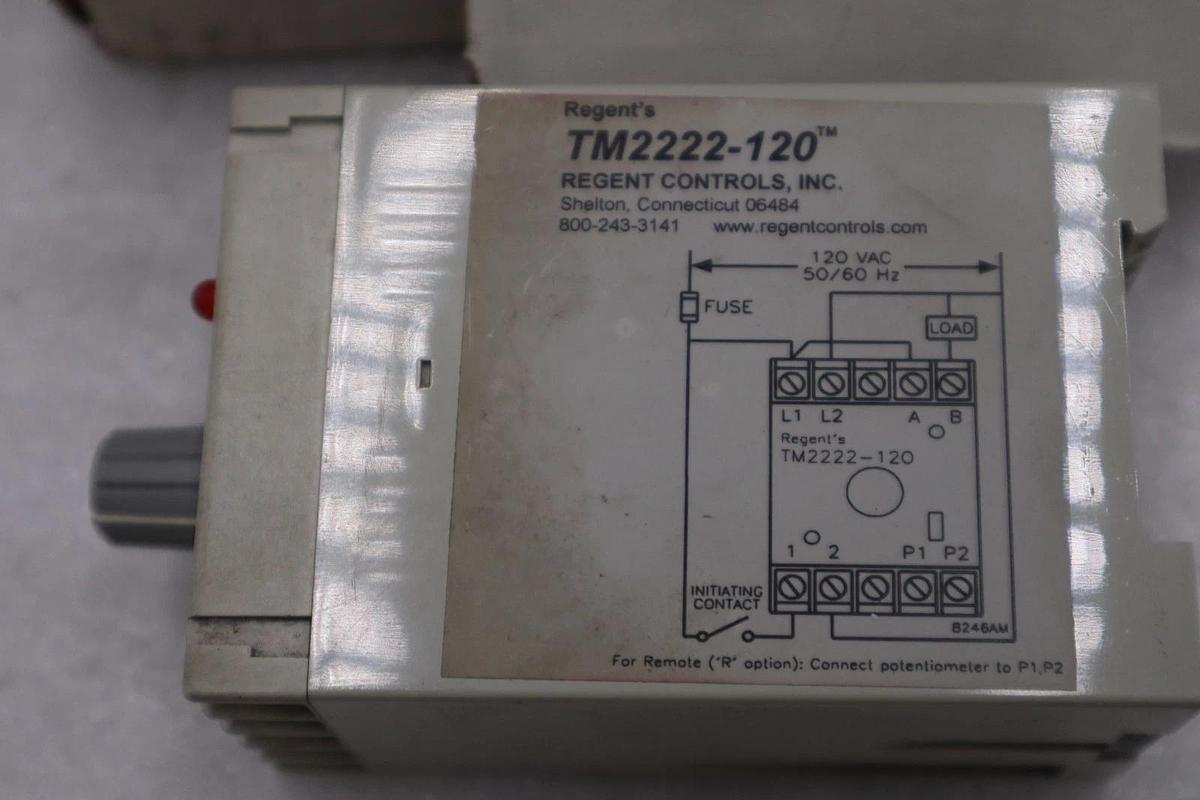 Regent's
TM2222-120™
REGENT CONTROLS, INC.
Shelton, Connecticut 06484
800-243-3141 www.regentcontrols.com
120 VAC
50/60 Hz
FUSE
LOAD
L1 L2 A B
Regent's
TM2222-120
1 2 P1 P2
INITIATING
CONTACT
8246AM
For Remote ("R" option): Connect potentiometer to P1,P2